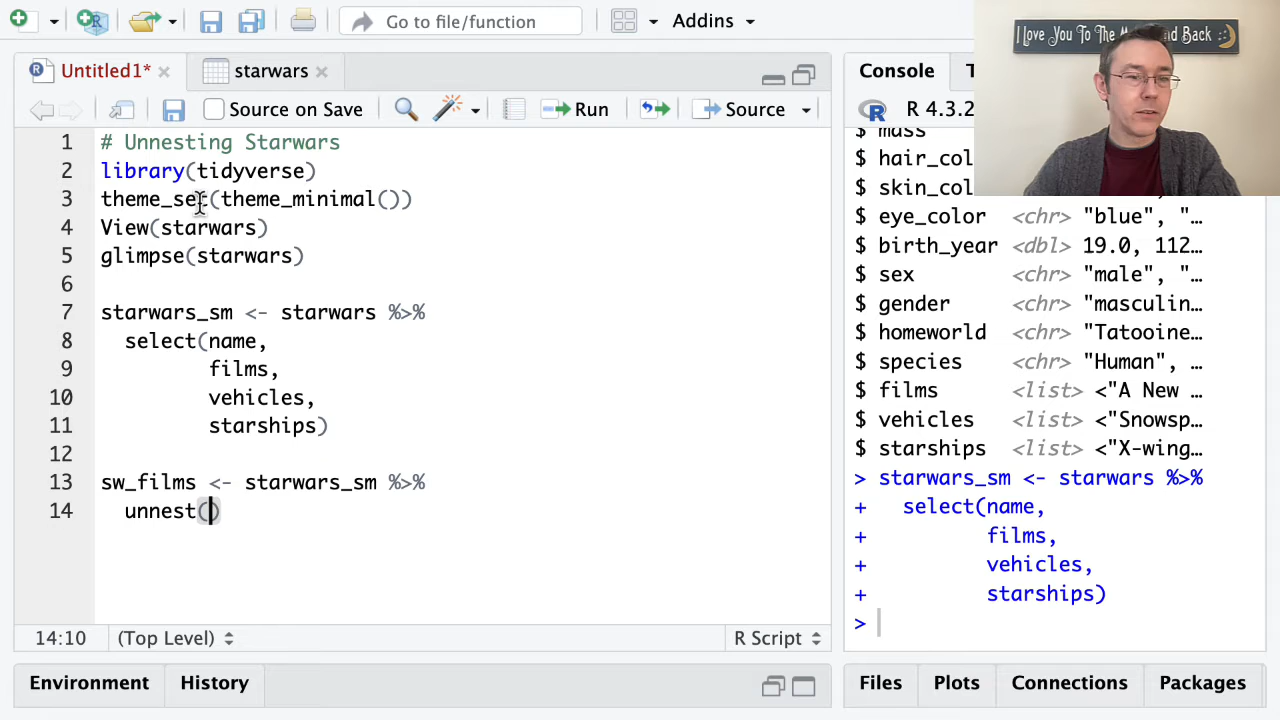 Go to file/function
Addins
Untitled1*
starwars
Source on Save
Run
Source
1 # Unnesting Starwars
2 library(tidyverse)
3 theme_set(theme_minimal())
4 View(starwars)
5 glimpse(starwars)
6
7 starwars_sm <- starwars %>%
8 select(name,
9 films,
10 vehicles,
11 starships)
12
13 sw_films <- starwars_sm %>%
14 unnest()
14:10
(Top Level)
R Script
Environment
History
Console
T
R 4.3.2
mass
$ hair_col
$ skin_col
$ eye_color <chr> "blue", "…
$ birth_year <dbl> 19.0, 112…
$ sex <chr> "male", "…
$ gender <chr> "masculin…
$ homeworld <chr> "Tatooine…
$ species <chr> "Human", …
$ films <list> <"A New …
$ vehicles <list> <"Snowsp…
$ starships <list> <"X-wing…
> starwars_sm <- starwars %>%
+ select(name,
+ films,
+ vehicles,
+ starships)
>
Files
Plots
Connections
Packages
I Love You To The M nd Back